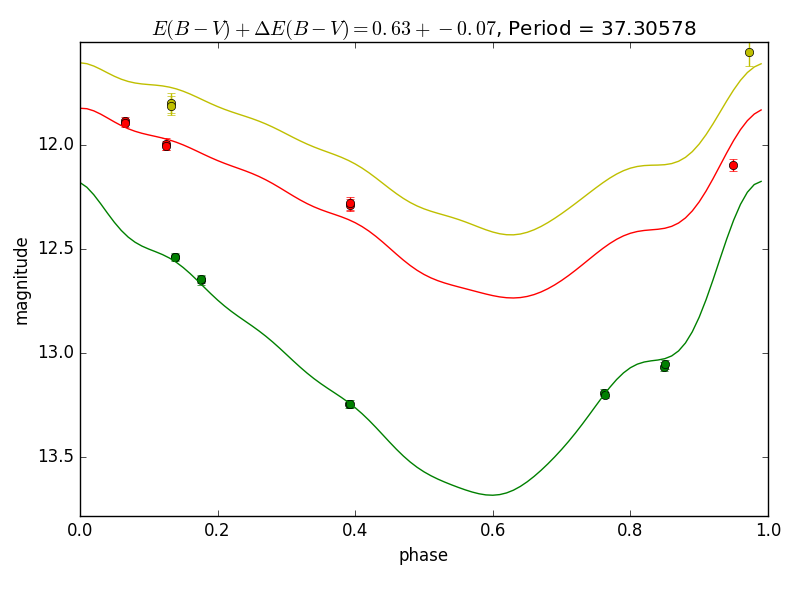 E(B − V) + ΔE(B − V) = 0.63 + −0.07, Period = 37.30578
12.0
12.5
13.0
13.5
magnitude
0.0 0.2 0.4 0.6 0.8 1.0
phase